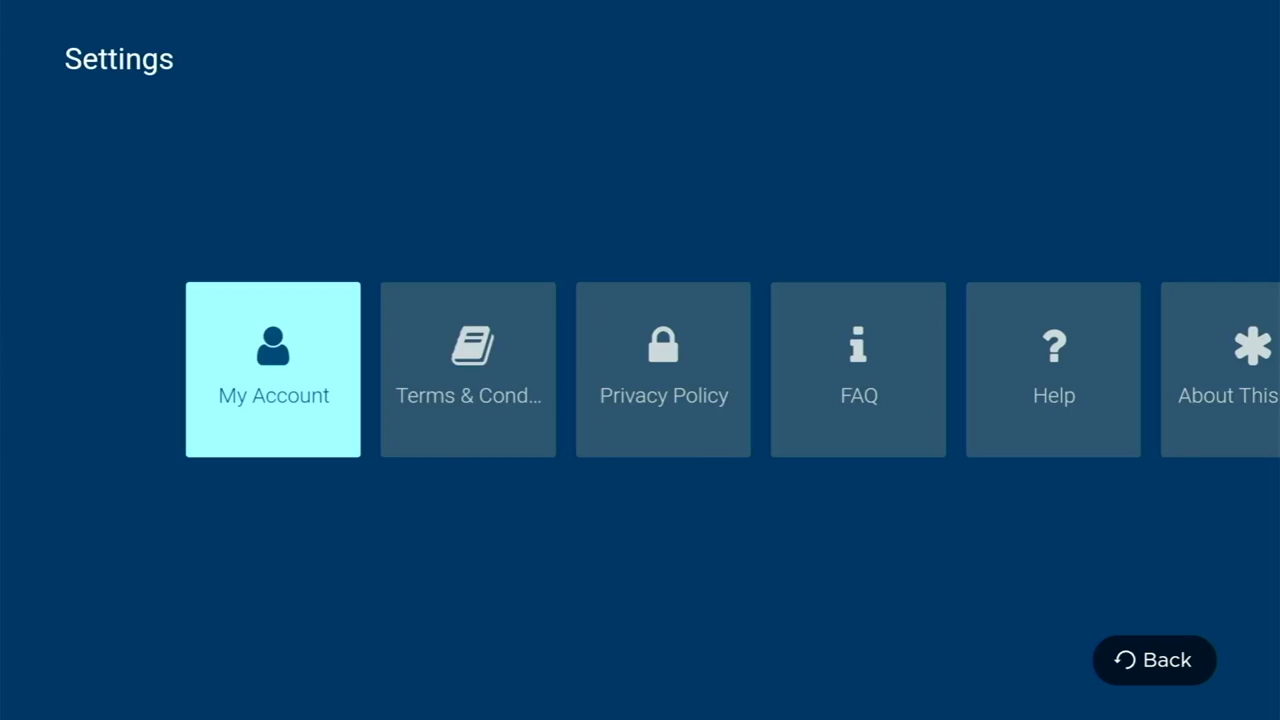 Settings
My Account
Terms & Cond...
Privacy Policy
FAQ
Help
About This
Back